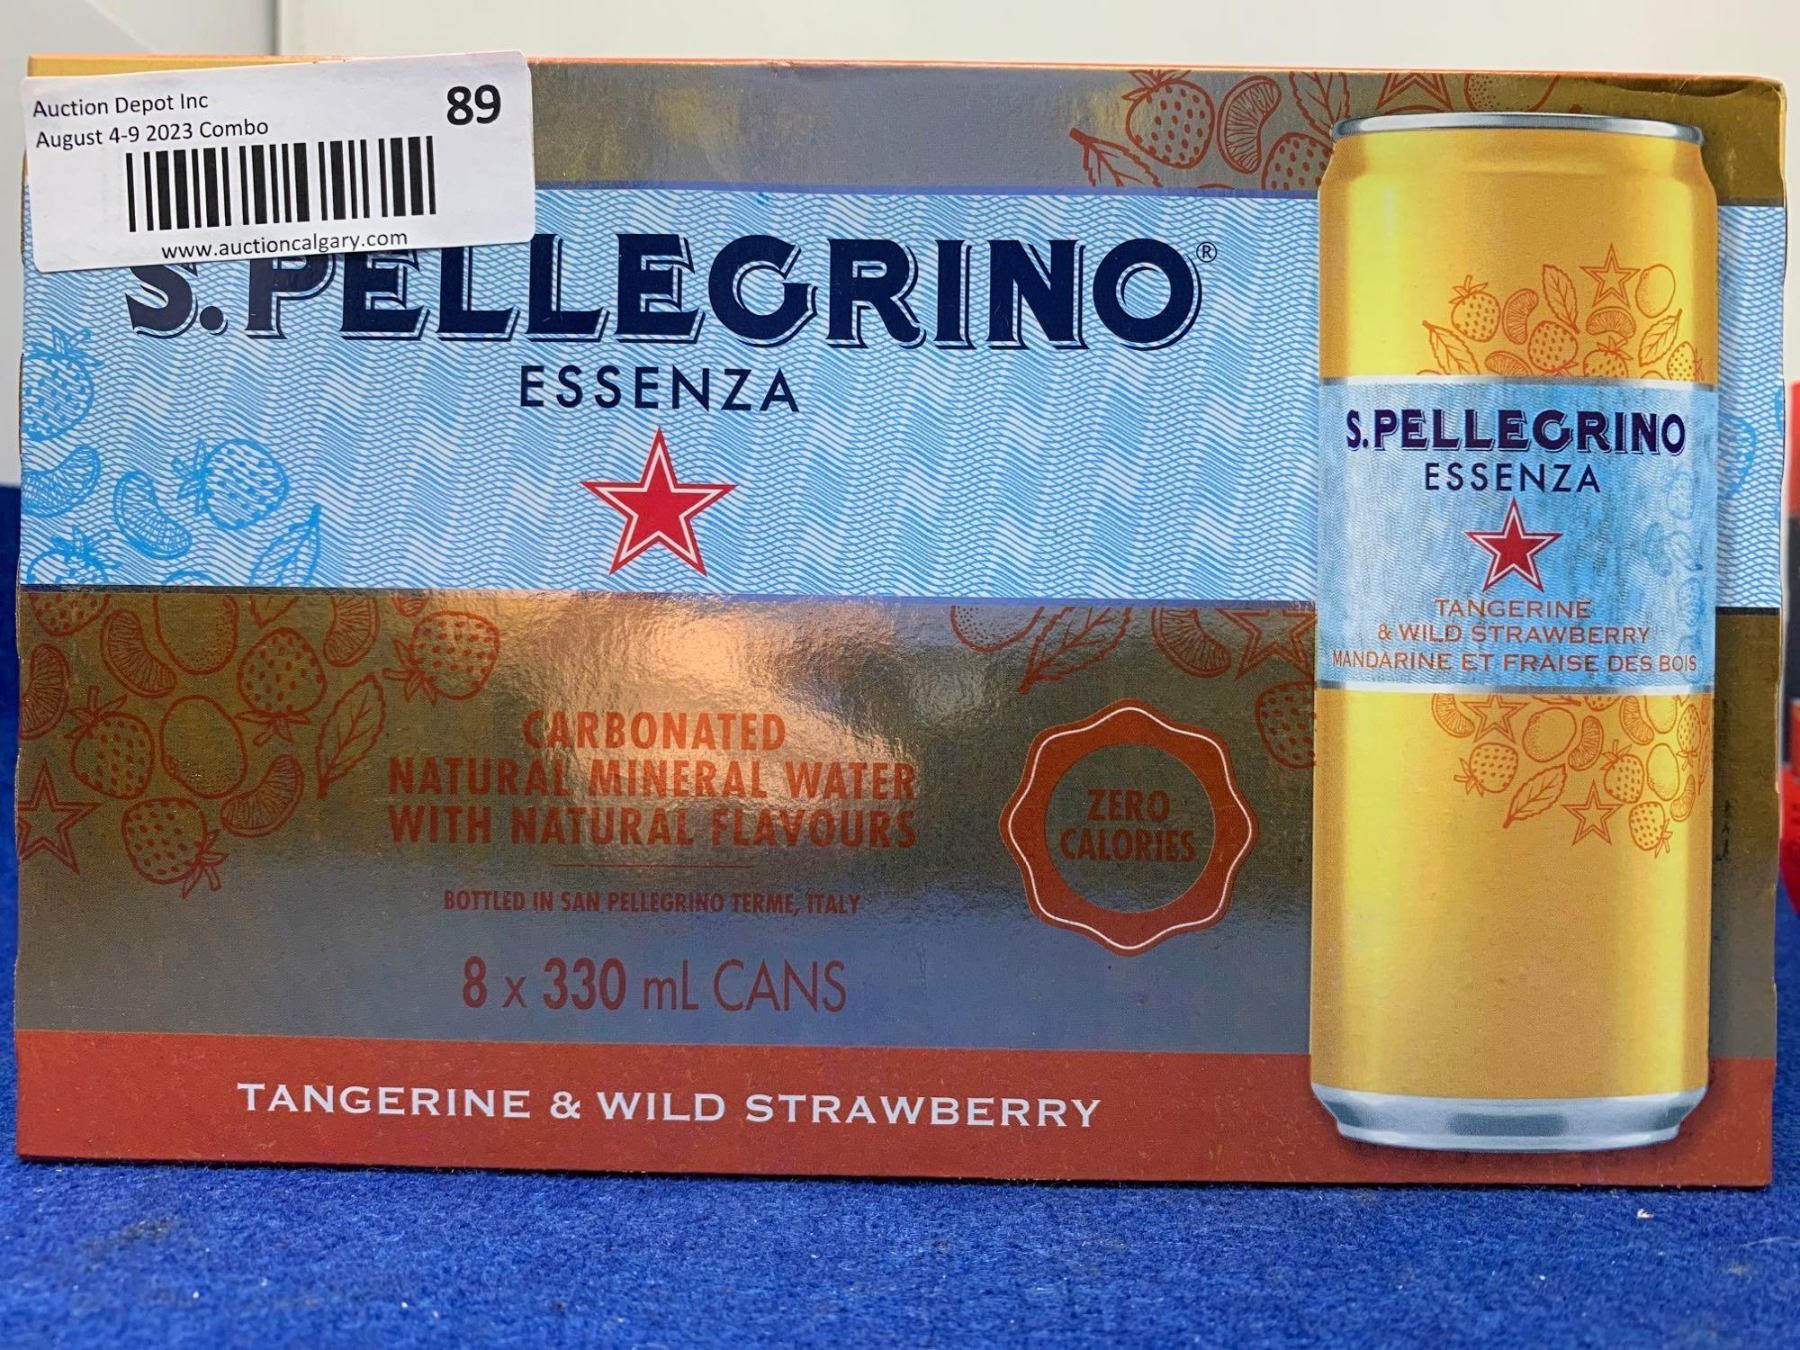 Auction Depot Inc
89
August 4-9 2023 Combo
www.auctioncalgary.com
S.PELLEGRINO®
ESSENZA
CARBONATED
NATURAL MINERAL WATER
WITH NATURAL FLAVOURS
BOTTLED IN SAN PELLEGRINO TERME, ITALY
8 x 330 mL CANS
ZERO
CALORIES
TANGERINE & WILD STRAWBERRY
S.PELLEGRINO
ESSENZA
TANGERINE
& WILD STRAWBERRY
MANDARINE ET FRAISE DES BOIS